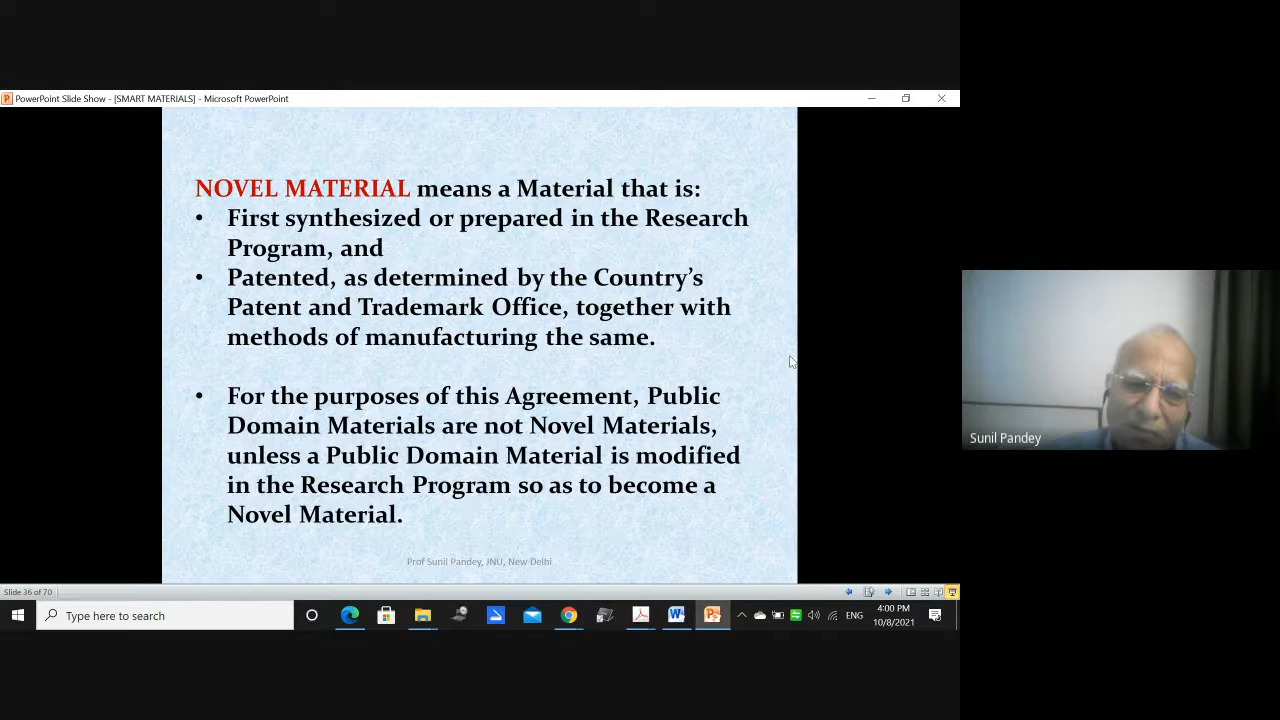 PowerPoint Slide Show - [SMART MATERIALS] - Microsoft PowerPoint
NOVEL MATERIAL means a Material that is:
• First synthesized or prepared in the Research
Program, and
• Patented, as determined by the Country's
Patent and Trademark Office, together with
methods of manufacturing the same.
• For the purposes of this Agreement, Public
Domain Materials are not Novel Materials,
unless a Public Domain Material is modified
in the Research Program so as to become a
Novel Material.
Prof Sunil Pandey, JNU, New Delhi
Sunil Pandey
Slide 36 of 70
Type here to search
ENG
4:00 PM
10/8/2021